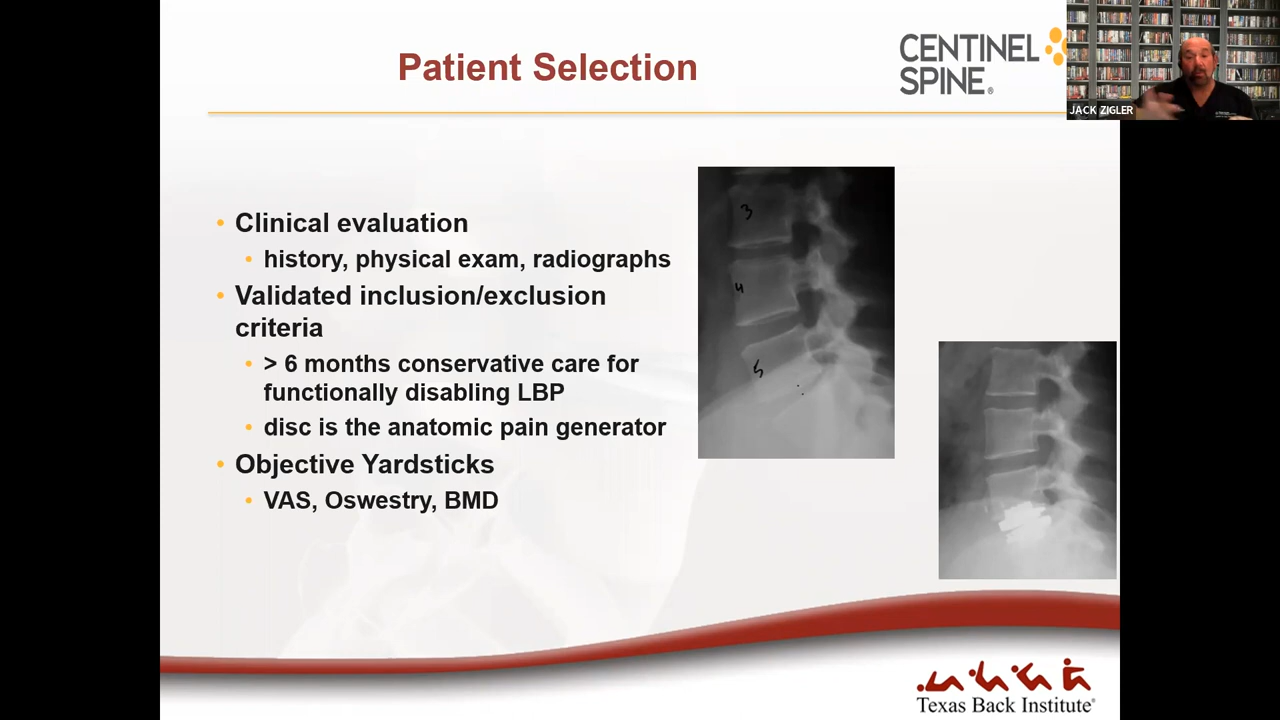 Patient Selection
CENTINEL
SPINE®
JACK ZIGLER
• Clinical evaluation
• history, physical exam, radiographs
• Validated inclusion/exclusion
criteria
• > 6 months conservative care for
functionally disabling LBP
• disc is the anatomic pain generator
• Objective Yardsticks
• VAS, Oswestry, BMD
3
4
5
Texas Back Institute®